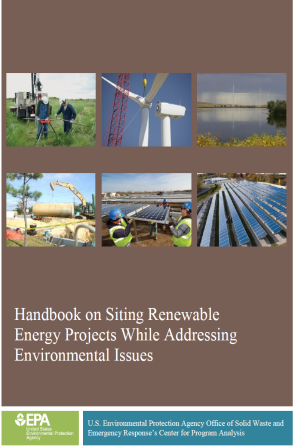 Handbook on Siting Renewable
Energy Projects While Addressing
Environmental Issues
EPA
United States
Environmental Protection
Agency
U.S. Environmental Protection Agency Office of Solid Waste and
Emergency Response's Center for Program Analysis